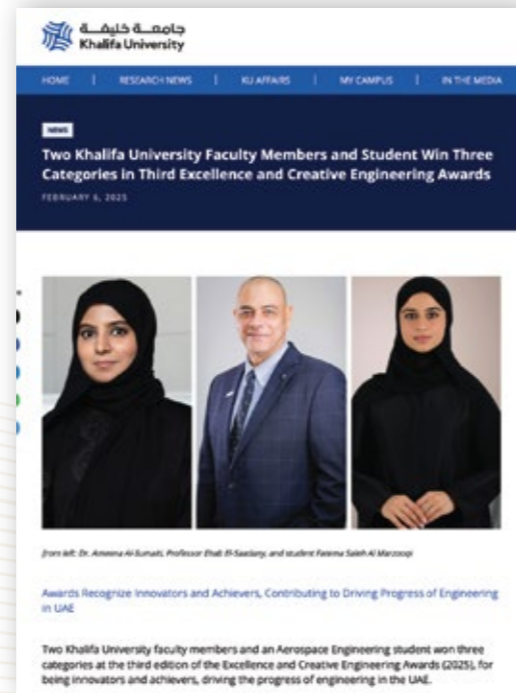 جامعـــة خليفـــة
Khalifa University
HOME | RESEARCH NEWS | KU AFFAIRS | MY CAMPUS | IN THE MEDIA
NEWS
Two Khalifa University Faculty Members and Student Win Three
Categories in Third Excellence and Creative Engineering Awards
FEBRUARY 6, 2025
from left: Dr. Ameena Al-Sumaiti, Professor Ehab El-Saadany, and student Fatema Saleh Al Marzooqi
Awards Recognize Innovators and Achievers, Contributing to Driving Progress of Engineering
in UAE
Two Khalifa University faculty members and an Aerospace Engineering student won three
categories at the third edition of the Excellence and Creative Engineering Awards (2025), for
being innovators and achievers, driving the progress of engineering in the UAE.